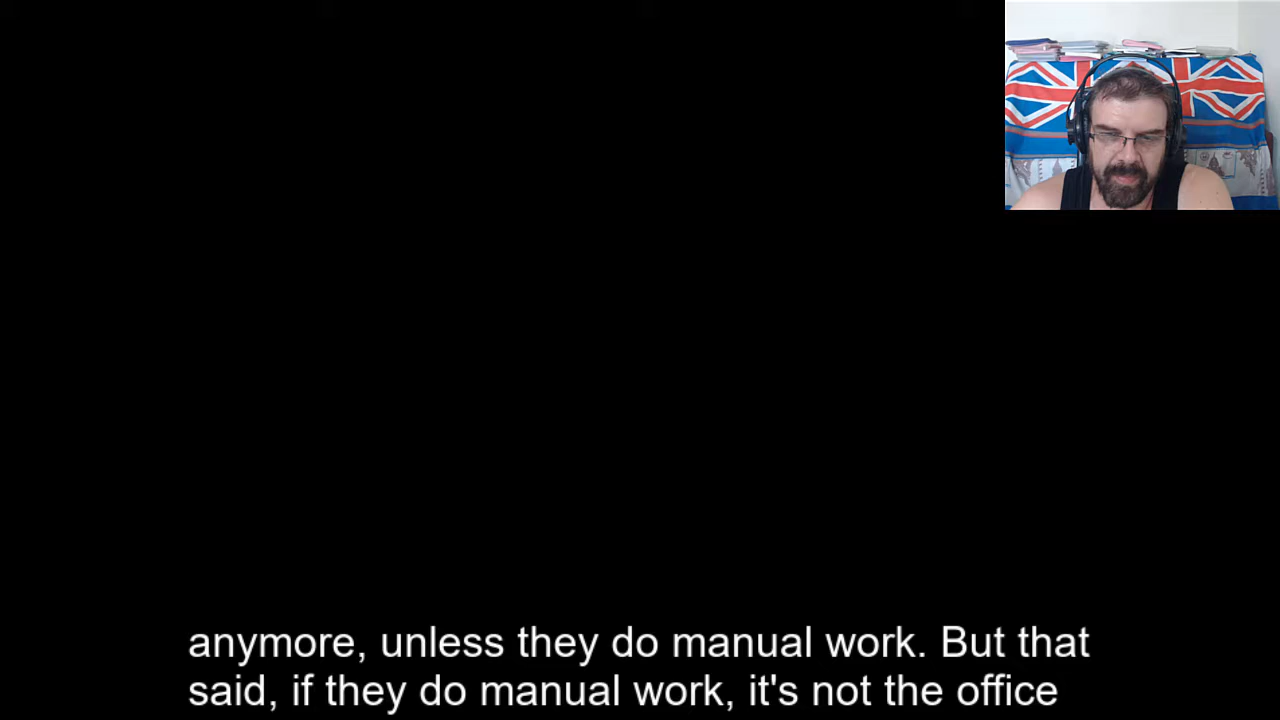 anymore, unless they do manual work. But that
said, if they do manual work, it's not the office